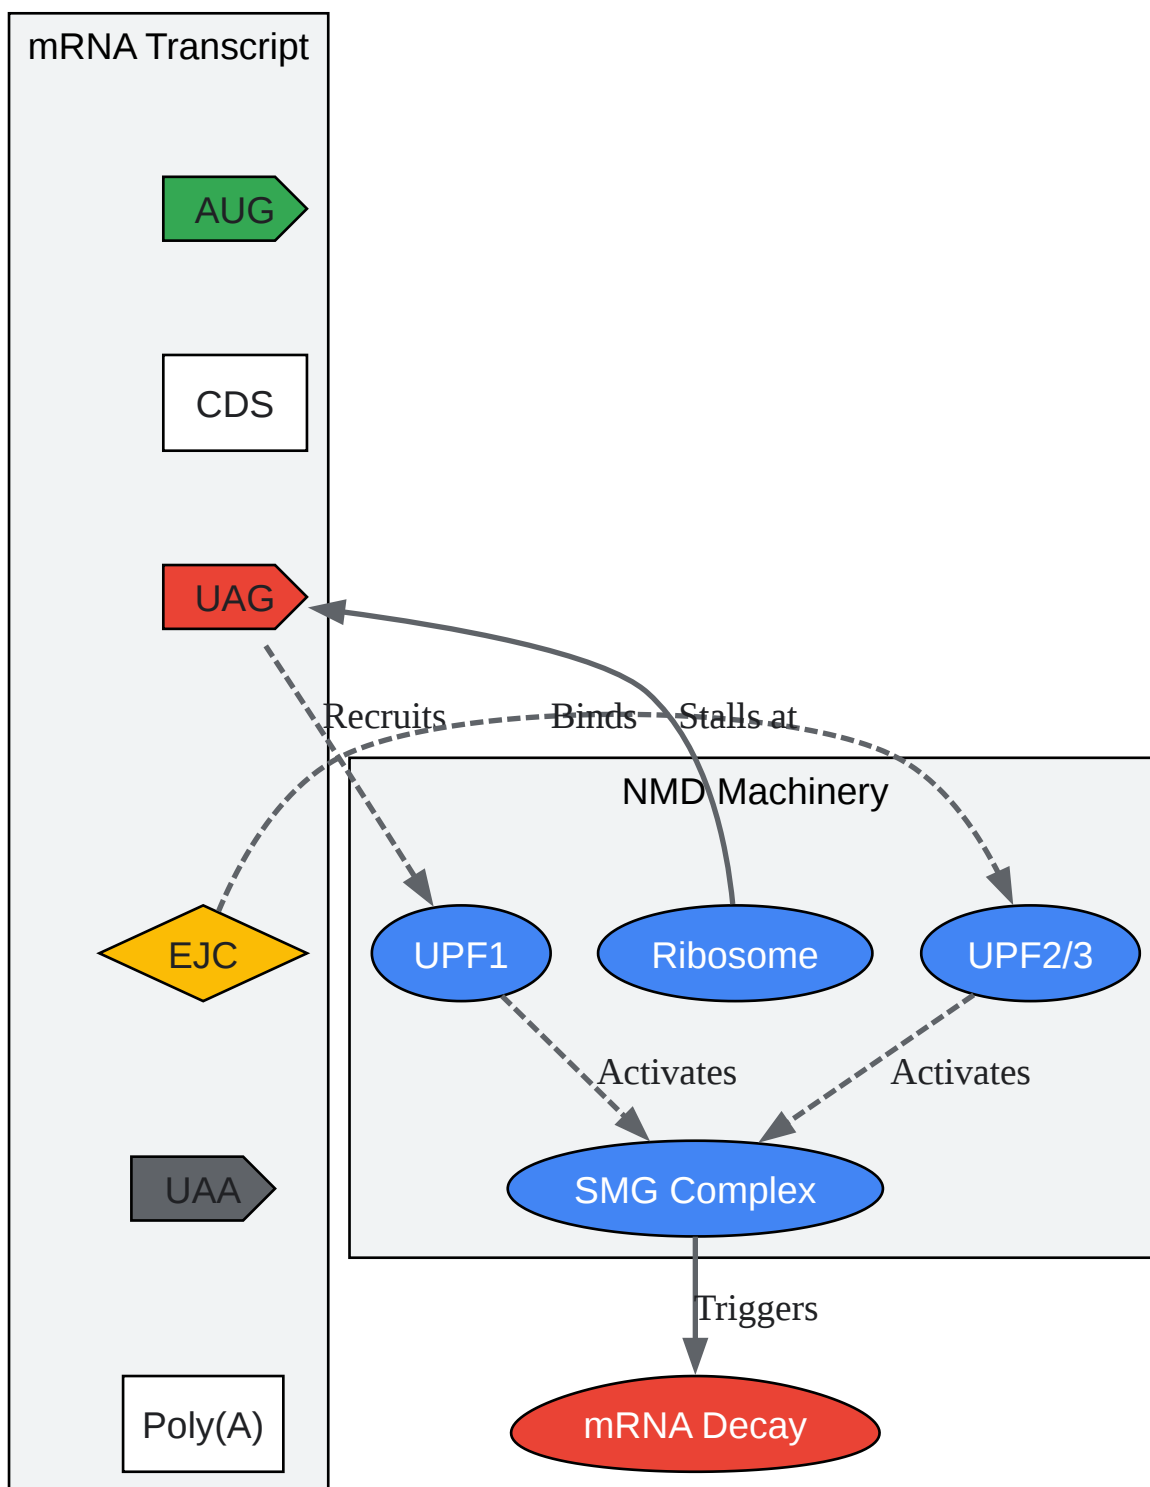 mRNA Transcript
AUG
CDS
UAG
Recruits
Binds
Stalls at
NMD Machinery
EJC
UPF1
Ribosome
UPF2/3
Activates
Activates
UAA
SMG Complex
Triggers
Poly(A)
mRNA Decay